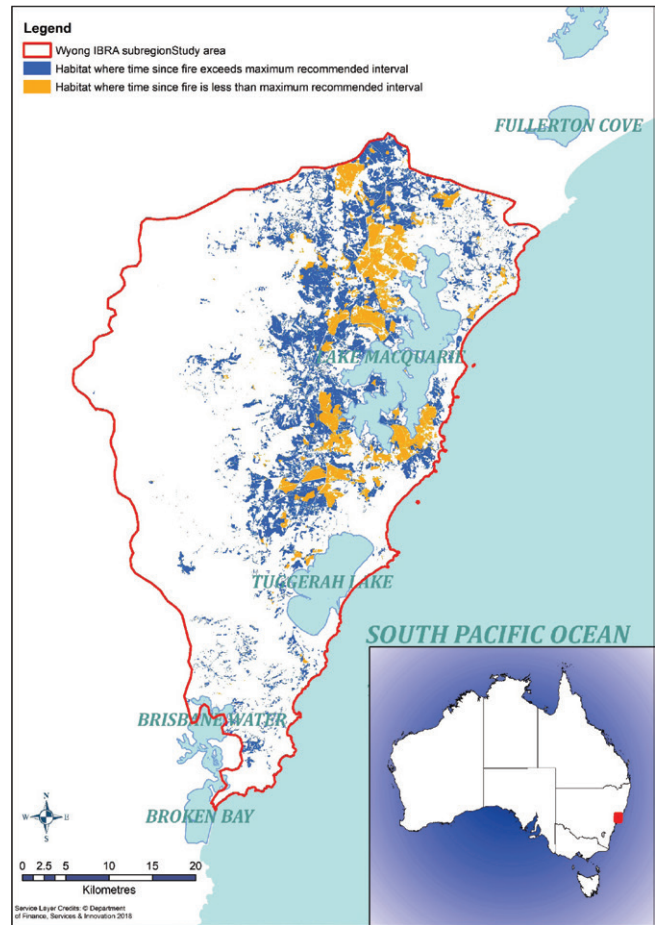 Legend
Wyong IBRA subregionStudy area
Habitat where time since fire exceeds maximum recommended interval
Habitat where time since fire is less than maximum recommended interval
FULLERTON COVE
LAKE MACQUARIE
TUGGERAH LAKE
SOUTH PACIFIC OCEAN
BRISBANE WATER
BROKEN BAY
N
W
S
0 2.5 5 10 15 20
Kilometres
Service Layer Credits: © Department
of Finance, Services & Innovation 2018